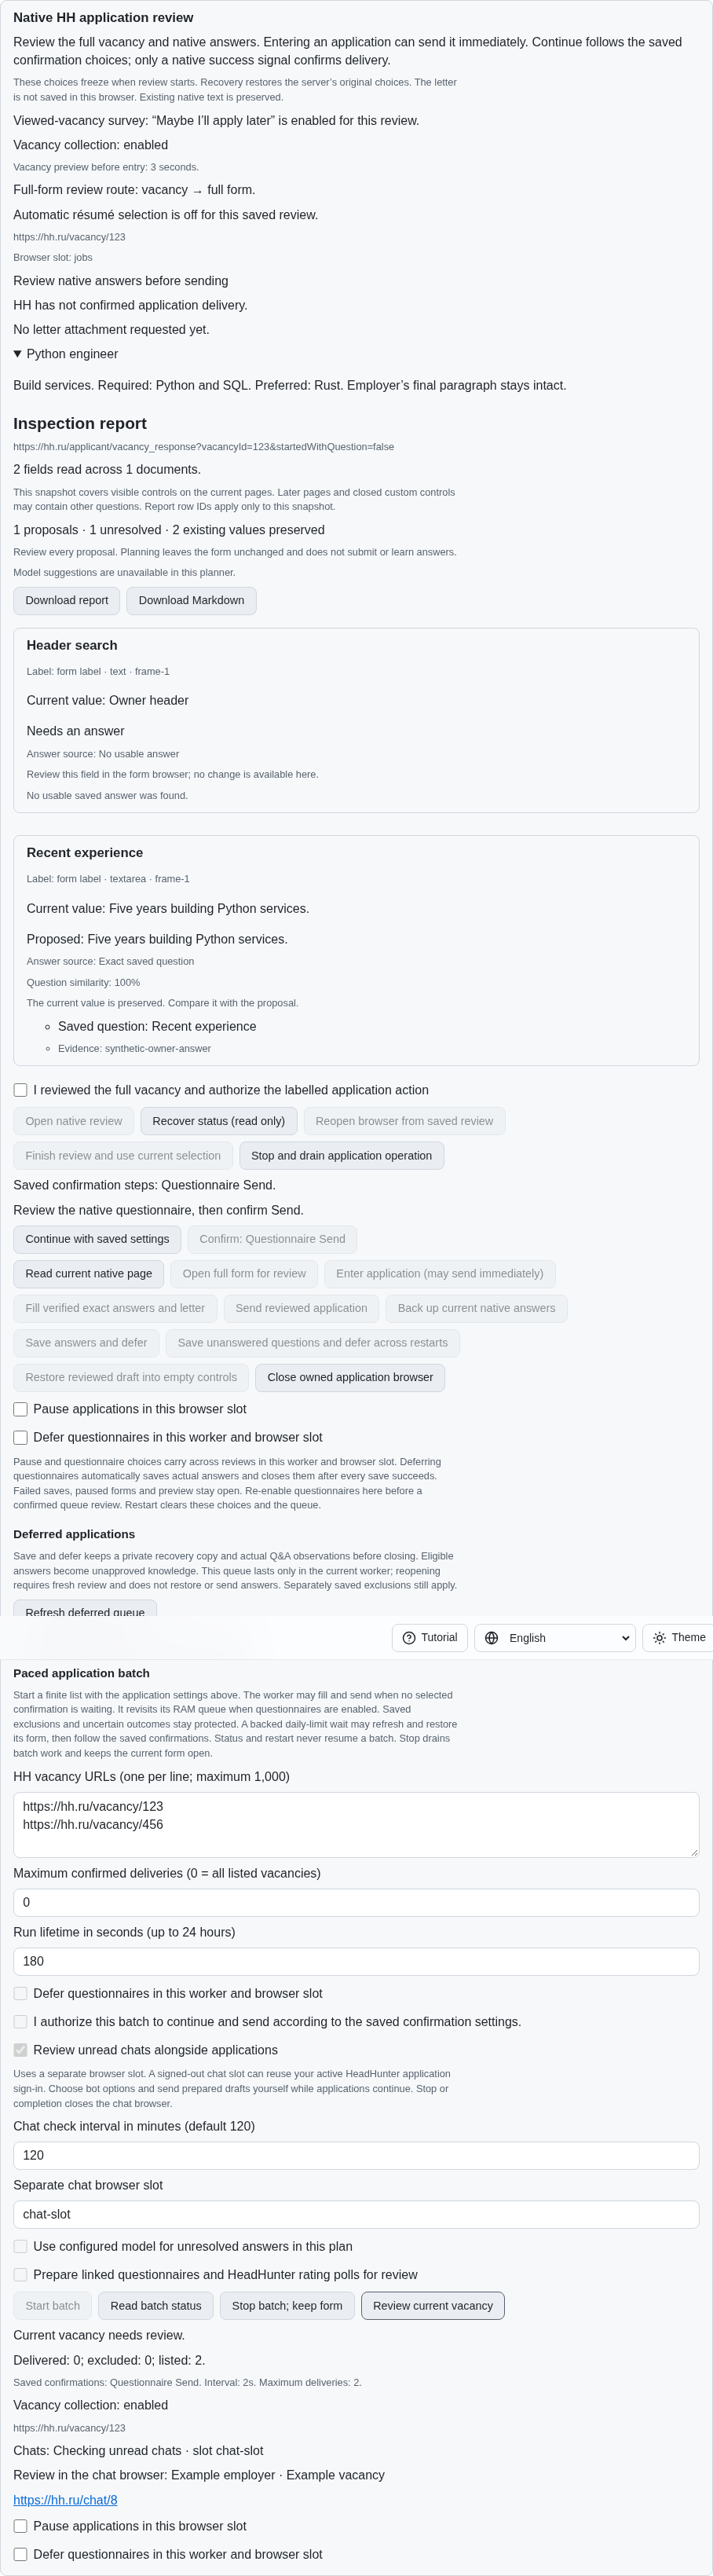 Native HH application review
Review the full vacancy and native answers. Entering an application can send it immediately. Continue follows the saved
confirmation choices; only a native success signal confirms delivery.
These choices freeze when review starts. Recovery restores the server's original choices. The letter
is not saved in this browser. Existing native text is preserved.
Viewed-vacancy survey: “Maybe I’ll apply later” is enabled for this review.
Vacancy collection: enabled
Vacancy preview before entry: 3 seconds.
Full-form review route: vacancy → full form.
Automatic résumé selection is off for this saved review.
https://hh.ru/vacancy/123
Browser slot: jobs
Review native answers before sending
HH has not confirmed application delivery.
No letter attachment requested yet.
▼ Python engineer
Build services. Required: Python and SQL. Preferred: Rust. Employer’s final paragraph stays intact.
Inspection report
https://hh.ru/applicant/vacancy_response?vacancyId=123&startedWithQuestion=false
2 fields read across 1 documents.
This snapshot covers visible controls on the current pages. Later pages and closed custom controls
may contain other questions. Report row IDs apply only to this snapshot.
1 proposals · 1 unresolved · 2 existing values preserved
Review every proposal. Planning leaves the form unchanged and does not submit or learn answers.
Model suggestions are unavailable in this planner.
Download report Download Markdown
Header search
Label: form label · text · frame-1
Current value: Owner header
Needs an answer
Answer source: No usable answer
Review this field in the form browser; no change is available here.
No usable saved answer was found.
Recent experience
Label: form label · textarea · frame-1
Current value: Five years building Python services.
Proposed: Five years building Python services.
Answer source: Exact saved question
Question similarity: 100%
The current value is preserved. Compare it with the proposal.
Saved question: Recent experience
Evidence: synthetic-owner-answer
I reviewed the full vacancy and authorize the labelled application action
Open native review Recover status (read only) Reopen browser from saved review
Finish review and use current selection Stop and drain application operation
Saved confirmation steps: Questionnaire Send.
Review the native questionnaire, then confirm Send.
Continue with saved settings Confirm: Questionnaire Send
Read current native page Open full form for review Enter application (may send immediately)
Fill verified exact answers and letter Send reviewed application Back up current native answers
Save answers and defer Save unanswered questions and defer across restarts
Restore reviewed draft into empty controls Close owned application browser
Pause applications in this browser slot
Defer questionnaires in this worker and browser slot
Pause and questionnaire choices carry across reviews in this worker and browser slot. Deferring
questionnaires automatically saves actual answers and closes them after every save succeeds.
Failed saves, paused forms and preview stay open. Re-enable questionnaires here before a
confirmed queue review. Restart clears these choices and the queue.
Deferred applications
Save and defer keeps a private recovery copy and actual Q&A observations before closing. Eligible
answers become unapproved knowledge. This queue lasts only in the current worker; reopening
requires fresh review and does not restore or send answers. Separately saved exclusions still apply.
Refresh deferred queue
Tutorial English Theme
Paced application batch
Start a finite list with the application settings above. The worker may fill and send when no selected
confirmation is waiting. It revisits its RAM queue when questionnaires are enabled. Saved
exclusions and uncertain outcomes stay protected. A backed daily-limit wait may refresh and restore
its form, then follow the saved confirmations. Status and restart never resume a batch. Stop drains
batch work and keeps the current form open.
HH vacancy URLs (one per line; maximum 1,000)
https://hh.ru/vacancy/123
https://hh.ru/vacancy/456
Maximum confirmed deliveries (0 = all listed vacancies)
0
Run lifetime in seconds (up to 24 hours)
180
Defer questionnaires in this worker and browser slot
I authorize this batch to continue and send according to the saved confirmation settings.
Review unread chats alongside applications
Uses a separate browser slot. A signed-out chat slot can reuse your active HeadHunter application
sign-in. Choose bot options and send prepared drafts yourself while applications continue. Stop or
completion closes the chat browser.
Chat check interval in minutes (default 120)
120
Separate chat browser slot
chat-slot
Use configured model for unresolved answers in this plan
Prepare linked questionnaires and HeadHunter rating polls for review
Start batch Read batch status Stop batch; keep form Review current vacancy
Current vacancy needs review.
Delivered: 0; excluded: 0; listed: 2.
Saved confirmations: Questionnaire Send. Interval: 2s. Maximum deliveries: 2.
Vacancy collection: enabled
https://hh.ru/vacancy/123
Chats: Checking unread chats · slot chat-slot
Review in the chat browser: Example employer · Example vacancy
https://hh.ru/chat/8
Pause applications in this browser slot
Defer questionnaires in this worker and browser slot